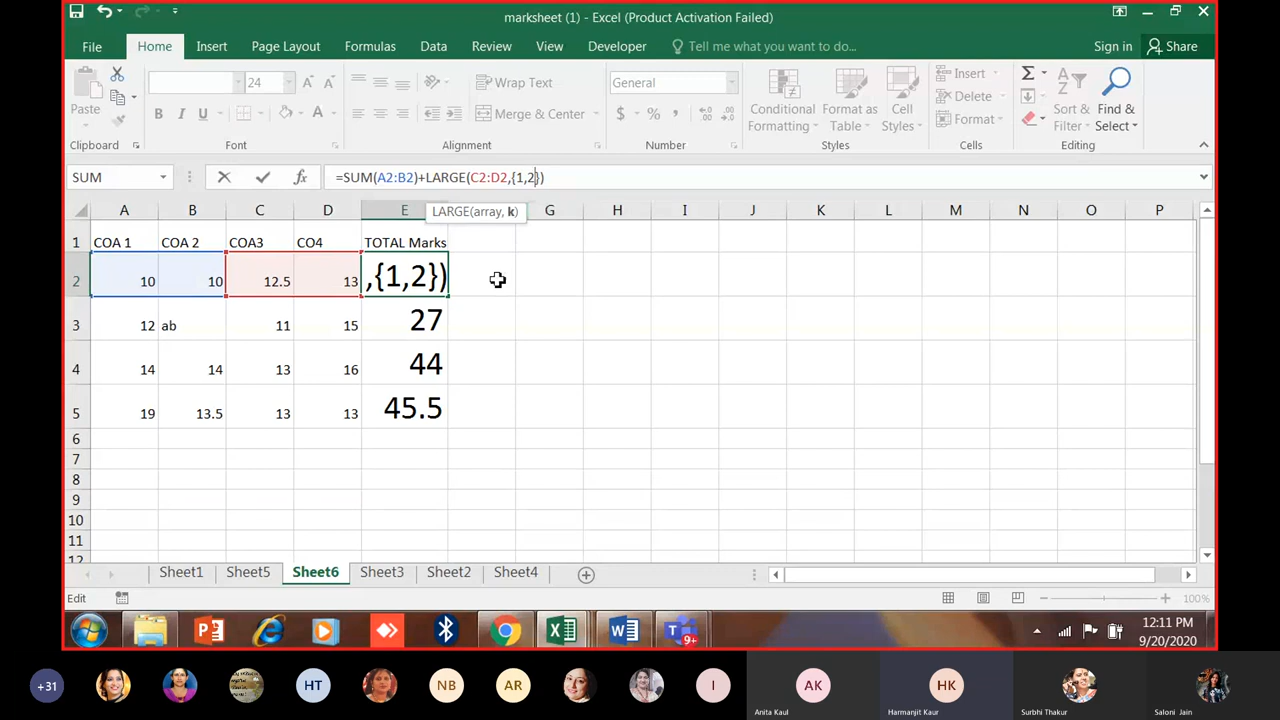 marksheet (1) - Excel (Product Activation Failed)
File Home Insert Page Layout Formulas Data Review View Developer Tell me what you want to do... Sign in Share
Paste
24
B I U
Wrap Text
Merge & Center
General
$ %
Conditional Formatting
Format as Table
Cell Styles
Insert
Delete
Format
Sort & Filter
Find & Select
Clipboard Font Alignment Number Styles Cells Editing
SUM =SUM(A2:B2)+LARGE(C2:D2,{1,2})
LARGE(array, k)
A B C D E G H I J K L M N O P
1 COA 1 COA 2 COA3 CO4 TOTAL Marks
2 10 10 12.5 13 ,{1,2})
3 12 ab 11 15 27
4 14 14 13 16 44
5 19 13.5 13 13 45.5
6
7
8
9
10
11
12
Sheet1 Sheet5 Sheet6 Sheet3 Sheet2 Sheet4
Edit 100%
9+
12:11 PM
9/20/2020
+31 HT NB AR I AK HK
Anita Kaul Harmanjit Kaur Surbhi Thakur Saloni Jain